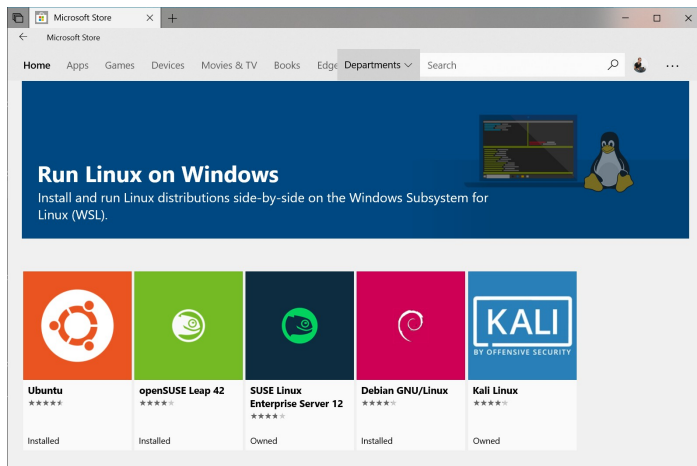 Microsoft Store
Microsoft Store
Home Apps Games Devices Movies & TV Books Edge Departments Search
Run Linux on Windows
Install and run Linux distributions side-by-side on the Windows Subsystem for
Linux (WSL).
KALI
BY OFFENSIVE SECURITY
Ubuntu
Installed
openSUSE Leap 42
Installed
SUSE Linux
Enterprise Server 12
Owned
Debian GNU/Linux
Installed
Kali Linux
Owned